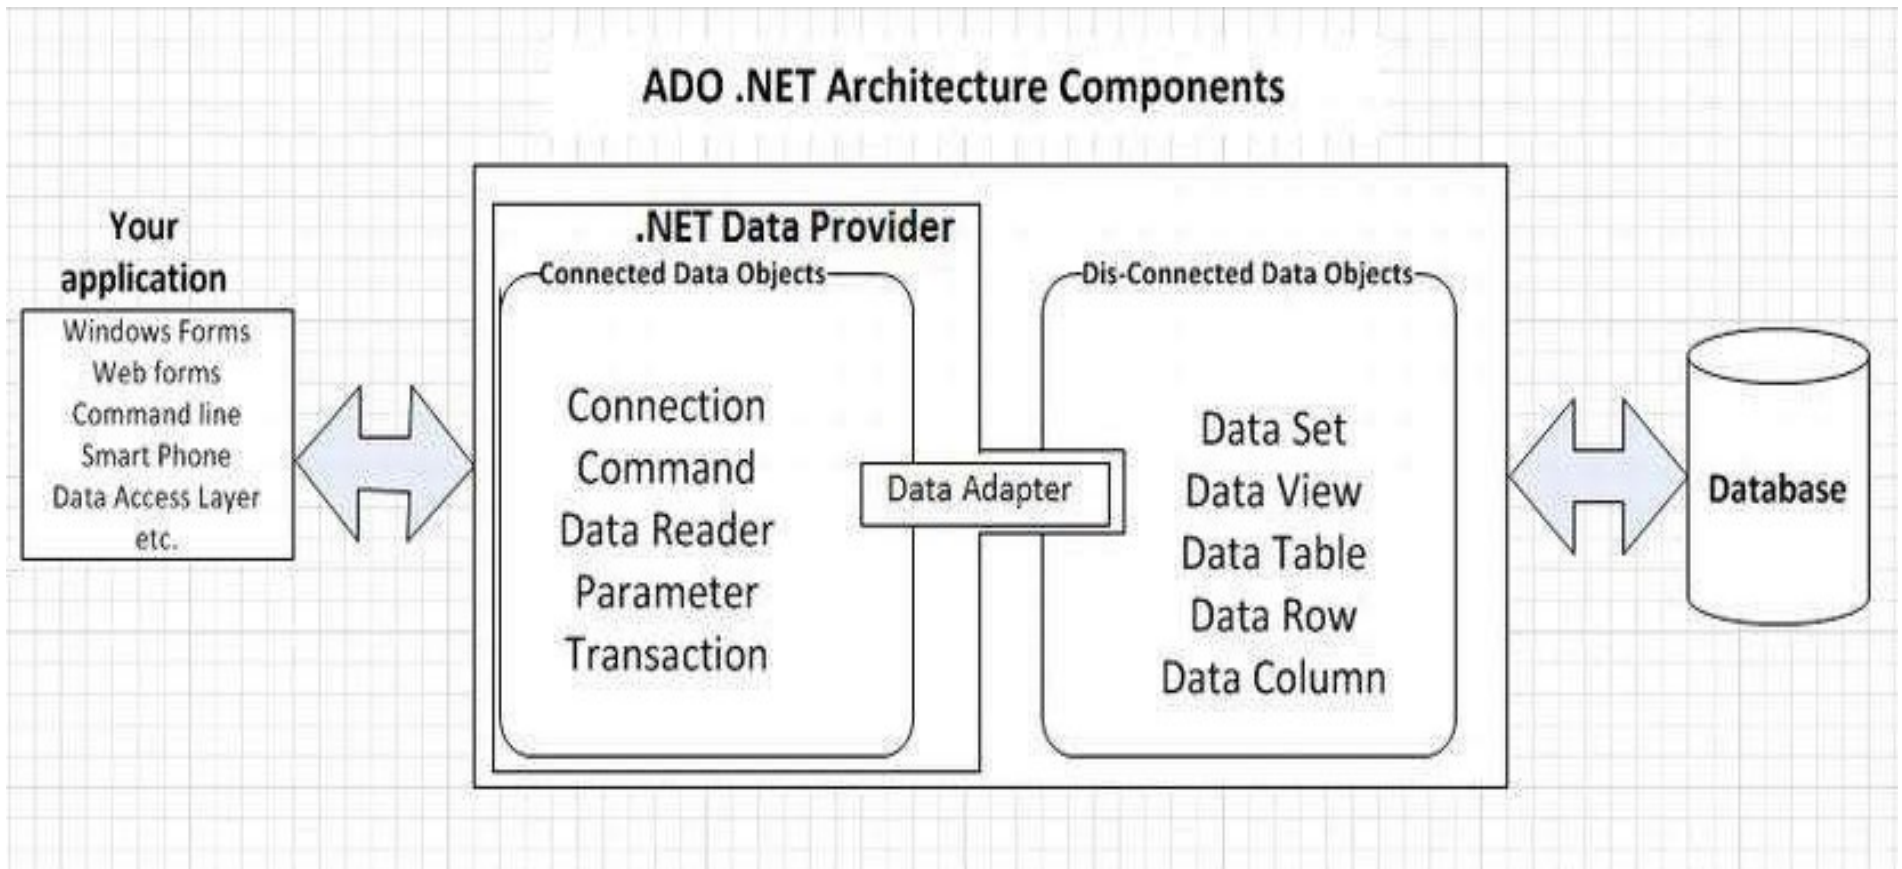 ADO .NET Architecture Components
Your
application
Windows Forms
Web forms
Command line
Smart Phone
Data Access Layer
etc.
.NET Data Provider
Connected Data Objects
Connection
Command
Data Reader
Parameter
Transaction
Data Adapter
Dis-Connected Data Objects
Data Set
Data View
Data Table
Data Row
Data Column
Database